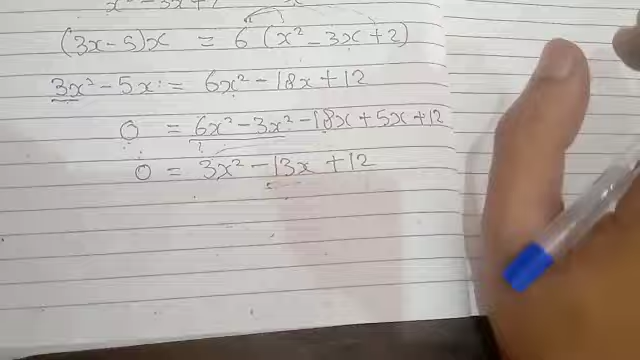 (3x-5)x = 6(x² - 3x + 2)
3x² - 5x = 6x² - 18x + 12
0 = 6x² - 3x² - 18x + 5x + 12
0 = 3x² - 13x + 12